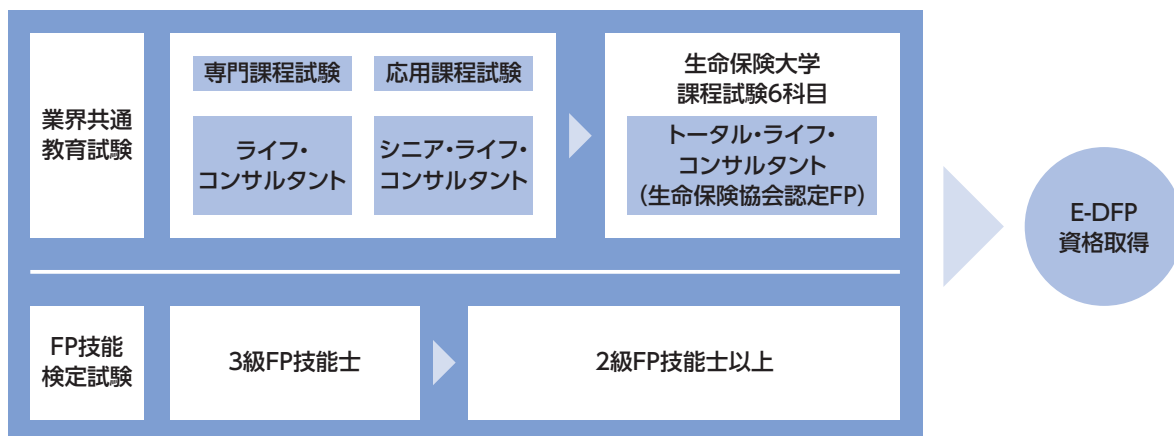 業界共通
教育試験
専門課程試験
応用課程試験
ライフ・
コンサルタント
シニア・ライフ・
コンサルタント
生命保険大学
課程試験6科目
トータル・ライフ・
コンサルタント
(生命保険協会認定FP)
FP技能
検定試験
3級FP技能士
2級FP技能士以上
E-DFP
資格取得